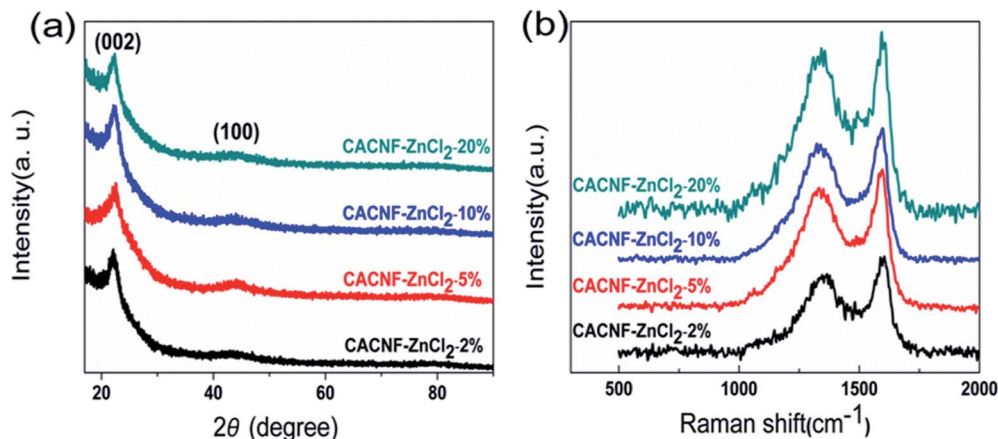 (a)
(002)
(100)
CACNF-ZnCl2-20%
CACNF-ZnCl2-10%
CACNF-ZnCl2-5%
CACNF-ZnCl2-2%
Intensity(a. u.)
20 40 60 80
2θ (degree)
(b)
CACNF-ZnCl2-20%
CACNF-ZnCl2-10%
CACNF-ZnCl2-5%
CACNF-ZnCl2-2%
Intensity(a.u.)
500 1000 1500 2000
Raman shift(cm-1)